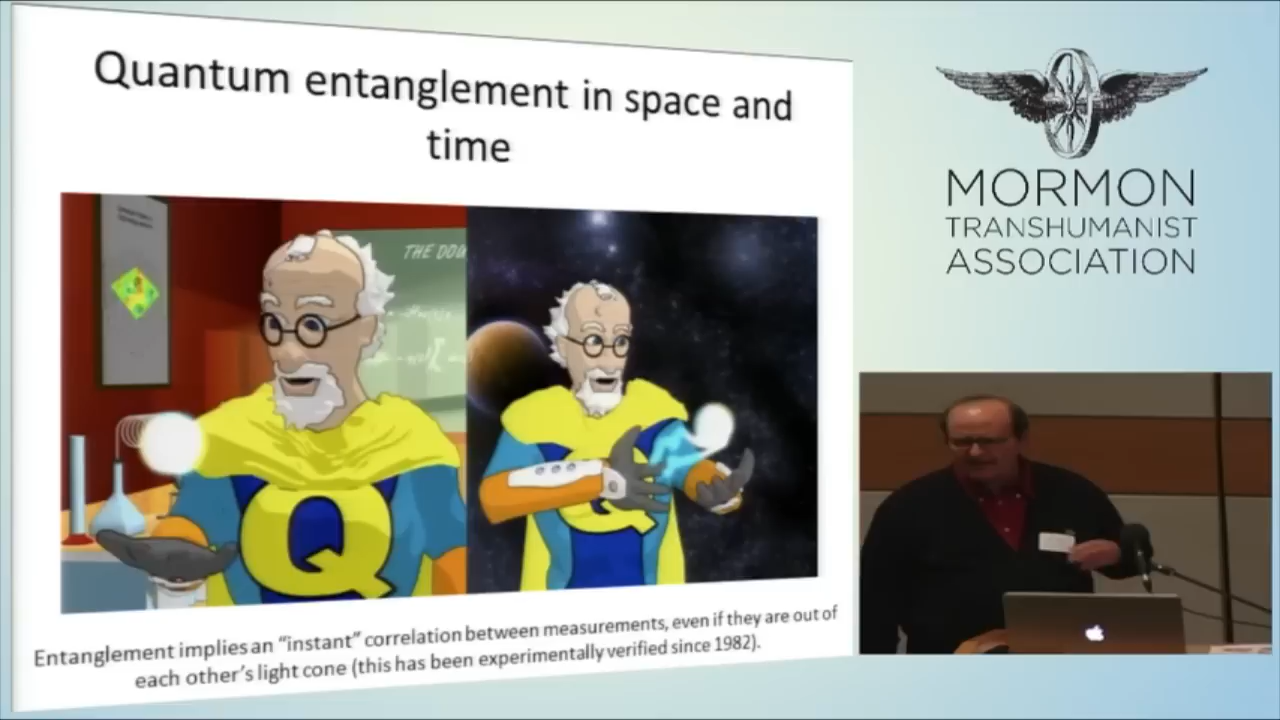 Quantum entanglement in space and
time
THE DOU
Q
Q
Entanglement implies an “instant” correlation between measurements, even if they are out of
each other’s light cone (this has been experimentally verified since 1982).
MORMON
TRANSHUMANIST
ASSOCIATION